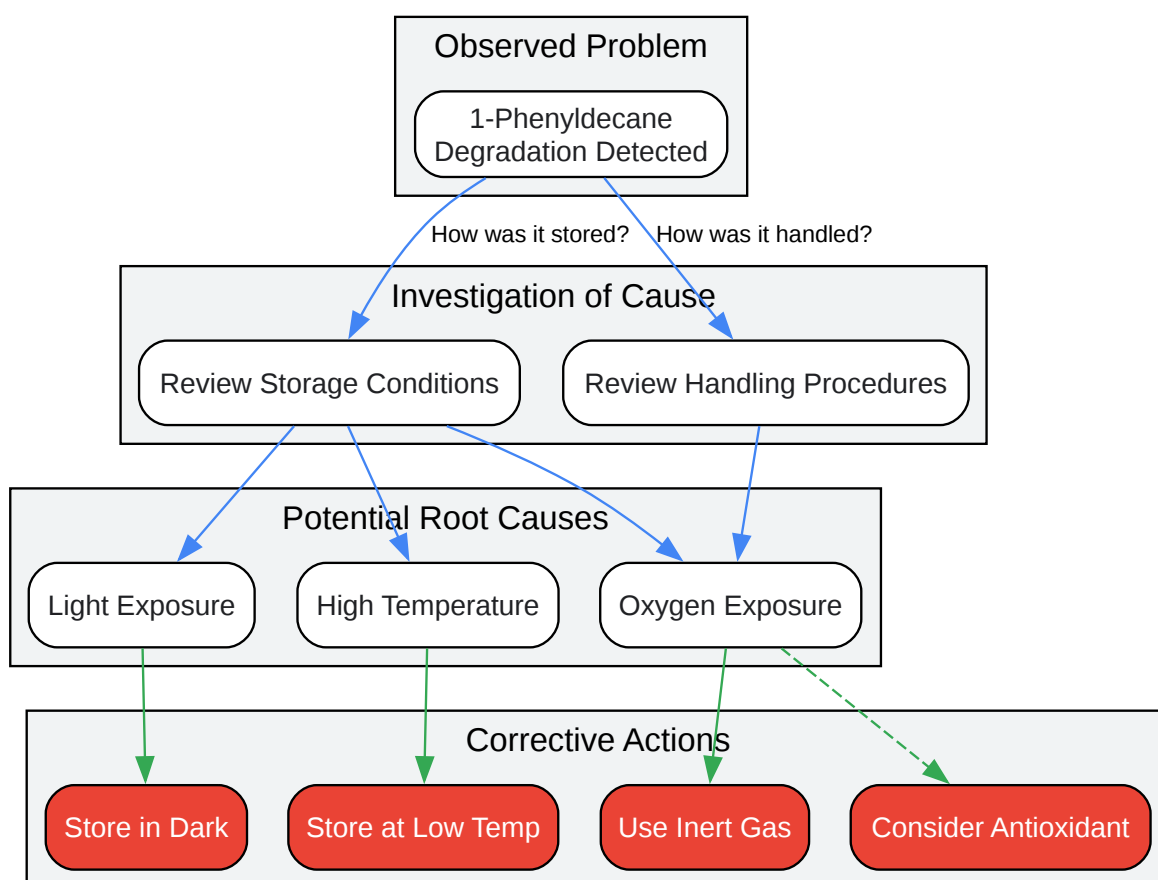 Observed Problem
1-Phenyldecane
Degradation Detected
How was it stored?
How was it handled?
Investigation of Cause
Review Storage Conditions
Review Handling Procedures
Potential Root Causes
Light Exposure
High Temperature
Oxygen Exposure
Corrective Actions
Store in Dark
Store at Low Temp
Use Inert Gas
Consider Antioxidant